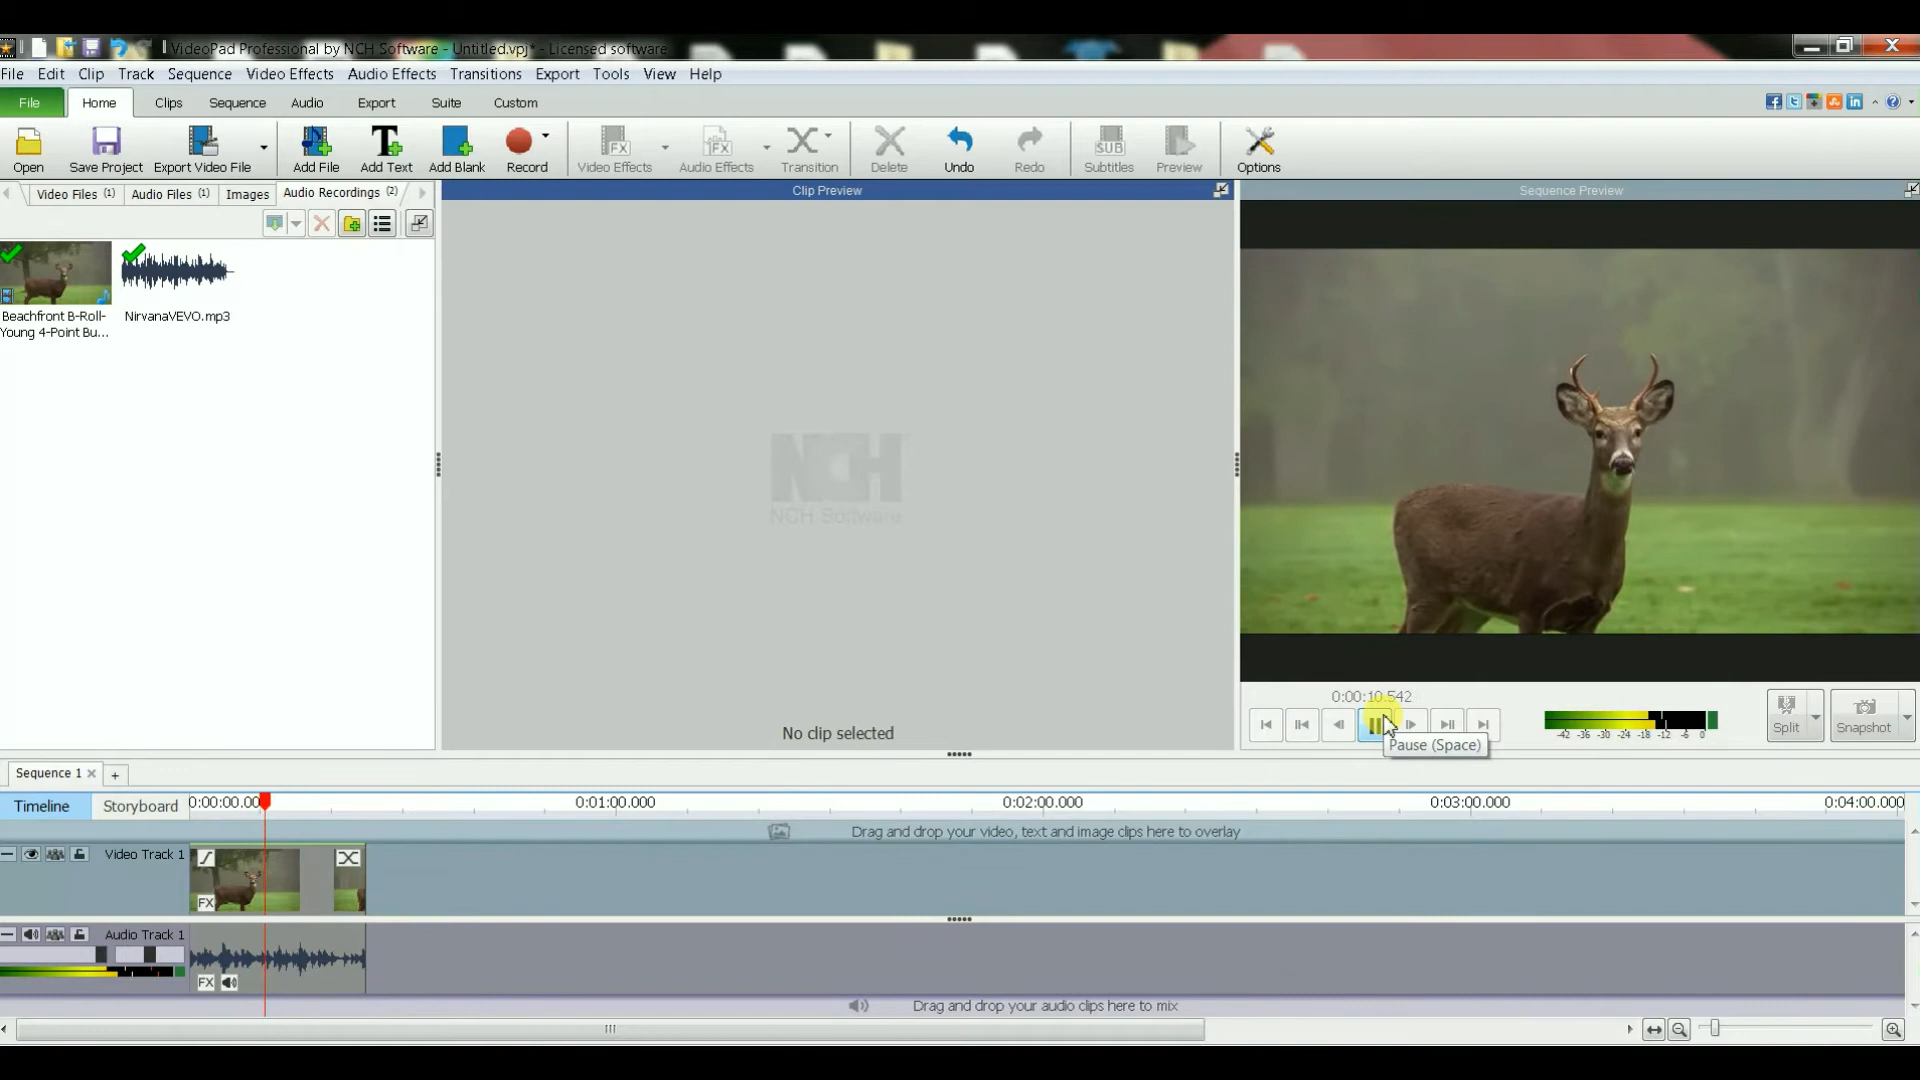 VideoPad Professional by NCH Software - Untitled.vpj* - Licensed software
File Edit Clip Track Sequence Video Effects Audio Effects Transitions Export Tools View Help
File Home Clips Sequence Audio Export Suite Custom
Open Save Project Export Video File Add File Add Text Add Blank Record Video Effects Audio Effects Transition Delete Undo Redo Subtitles Preview Options
Video Files (1) Audio Files (1) Images Audio Recordings (2)
Clip Preview
Sequence Preview
Beachfront B-Roll-
Young 4-Point Bu...
NirvanaVEVO.mp3
NCH
NCH Software
No clip selected
0:00:10.542
Pause (Space)
-42 -36 -30 -24 -18 -12 -6 0
Split
Snapshot
Sequence 1
Timeline Storyboard 0:00:00.00 0:01:00.000 0:02:00.000 0:03:00.000 0:04:00.000
Drag and drop your video, text and image clips here to overlay
Video Track 1
FX
Audio Track 1
FX
Drag and drop your audio clips here to mix